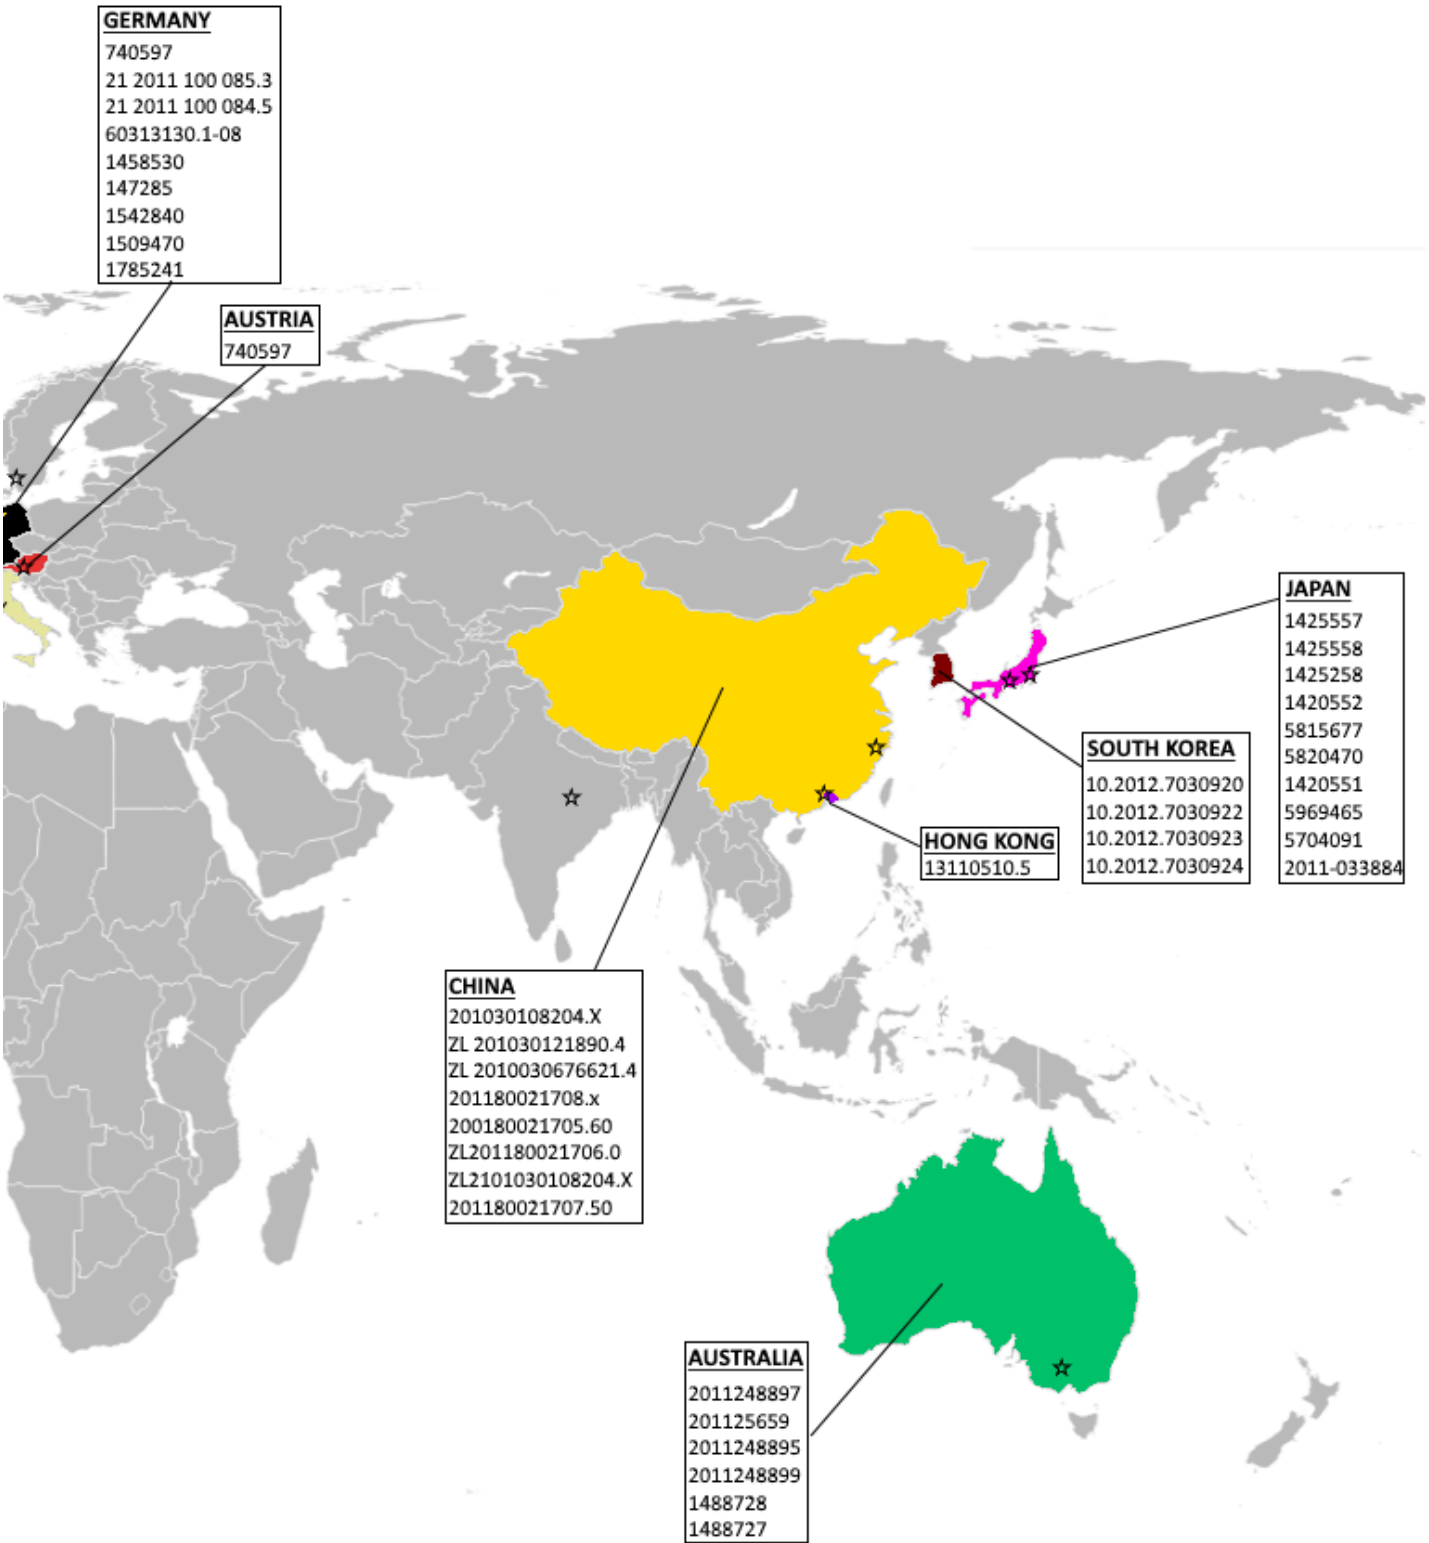 GERMANY
740597
21 2011 100 085.3
21 2011 100 084.5
60313130.1-08
1458530
147285
1542840
1509470
1785241
AUSTRIA
740597
JAPAN
1425557
1425558
1425258
1420552
5815677
5820470
1420551
5969465
5704091
2011-033884
SOUTH KOREA
10.2012.7030920
10.2012.7030922
10.2012.7030923
10.2012.7030924
HONG KONG
13110510.5
CHINA
201030108204.X
ZL 201030121890.4
ZL 2010030676621.4
201180021708.x
200180021705.60
ZL201180021706.0
ZL2101030108204.X
201180021707.50
AUSTRALIA
2011248897
201125659
2011248895
2011248899
1488728
1488727